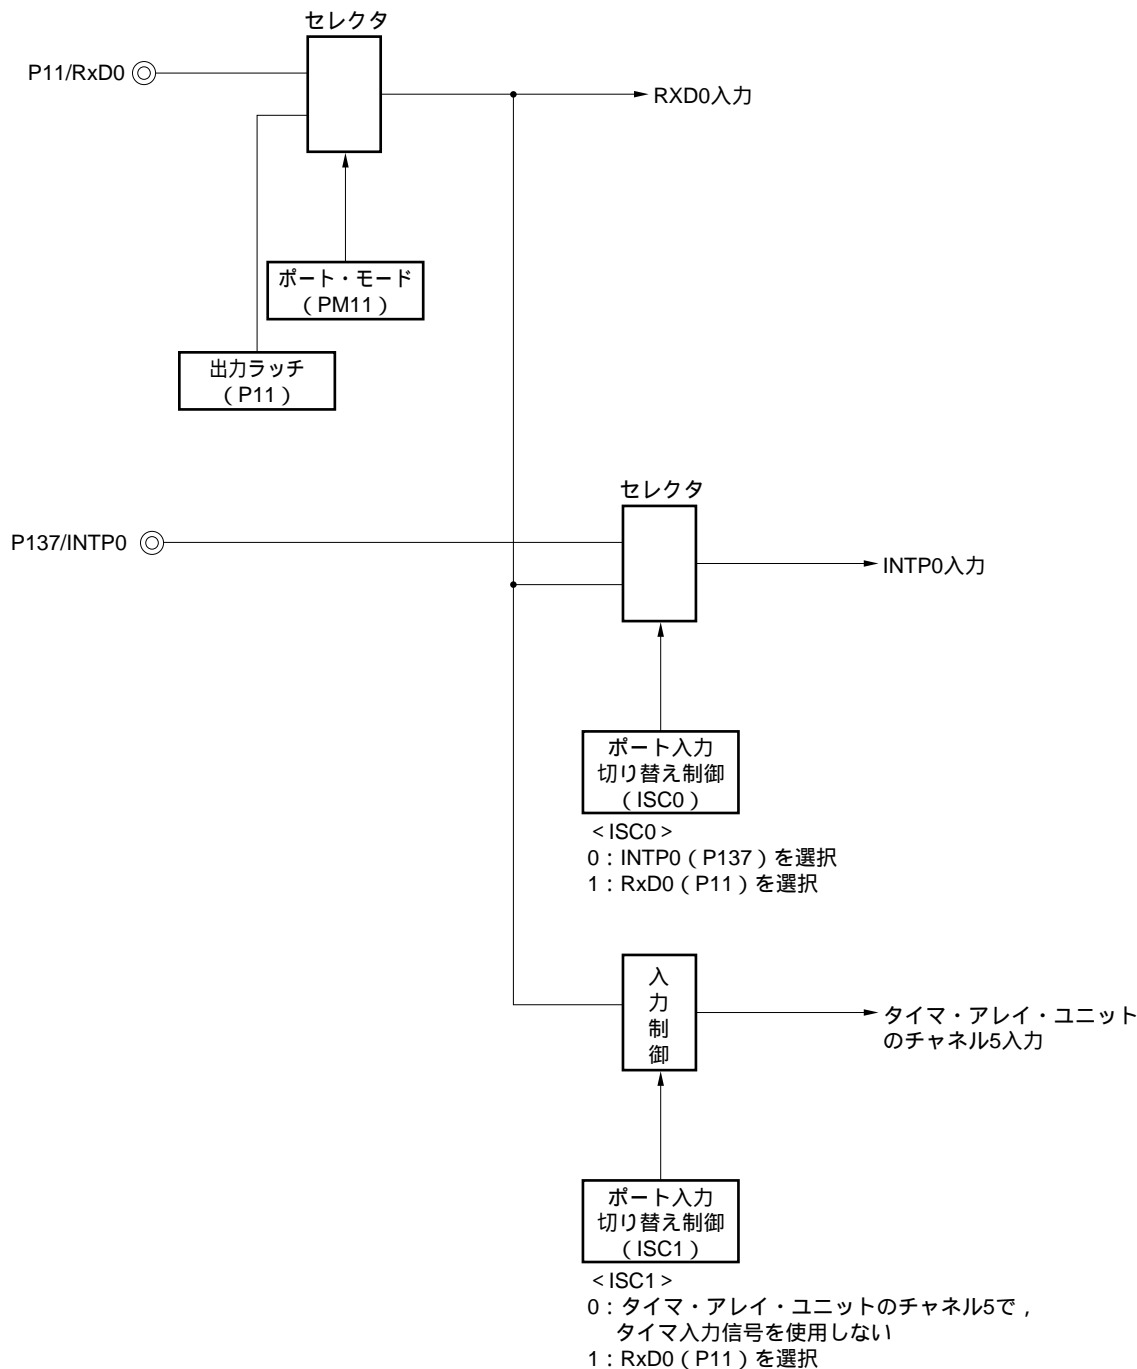 セレクタ
P11/RxD0
RXD0入力
ポート・モード
(PM11)
出力ラッチ
(P11)
セレクタ
P137/INTP0
INTP0入力
ポート入力
切り替え制御
(ISC0)
<ISC0>
0:INTP0(P137)を選択
1:RxD0(P11)を選択
入力制御
タイマ・アレイ・ユニット
のチャネル5入力
ポート入力
切り替え制御
(ISC1)
<ISC1>
0:タイマ・アレイ・ユニットのチャネル5で,
タイマ入力信号を使用しない
1:RxD0(P11)を選択